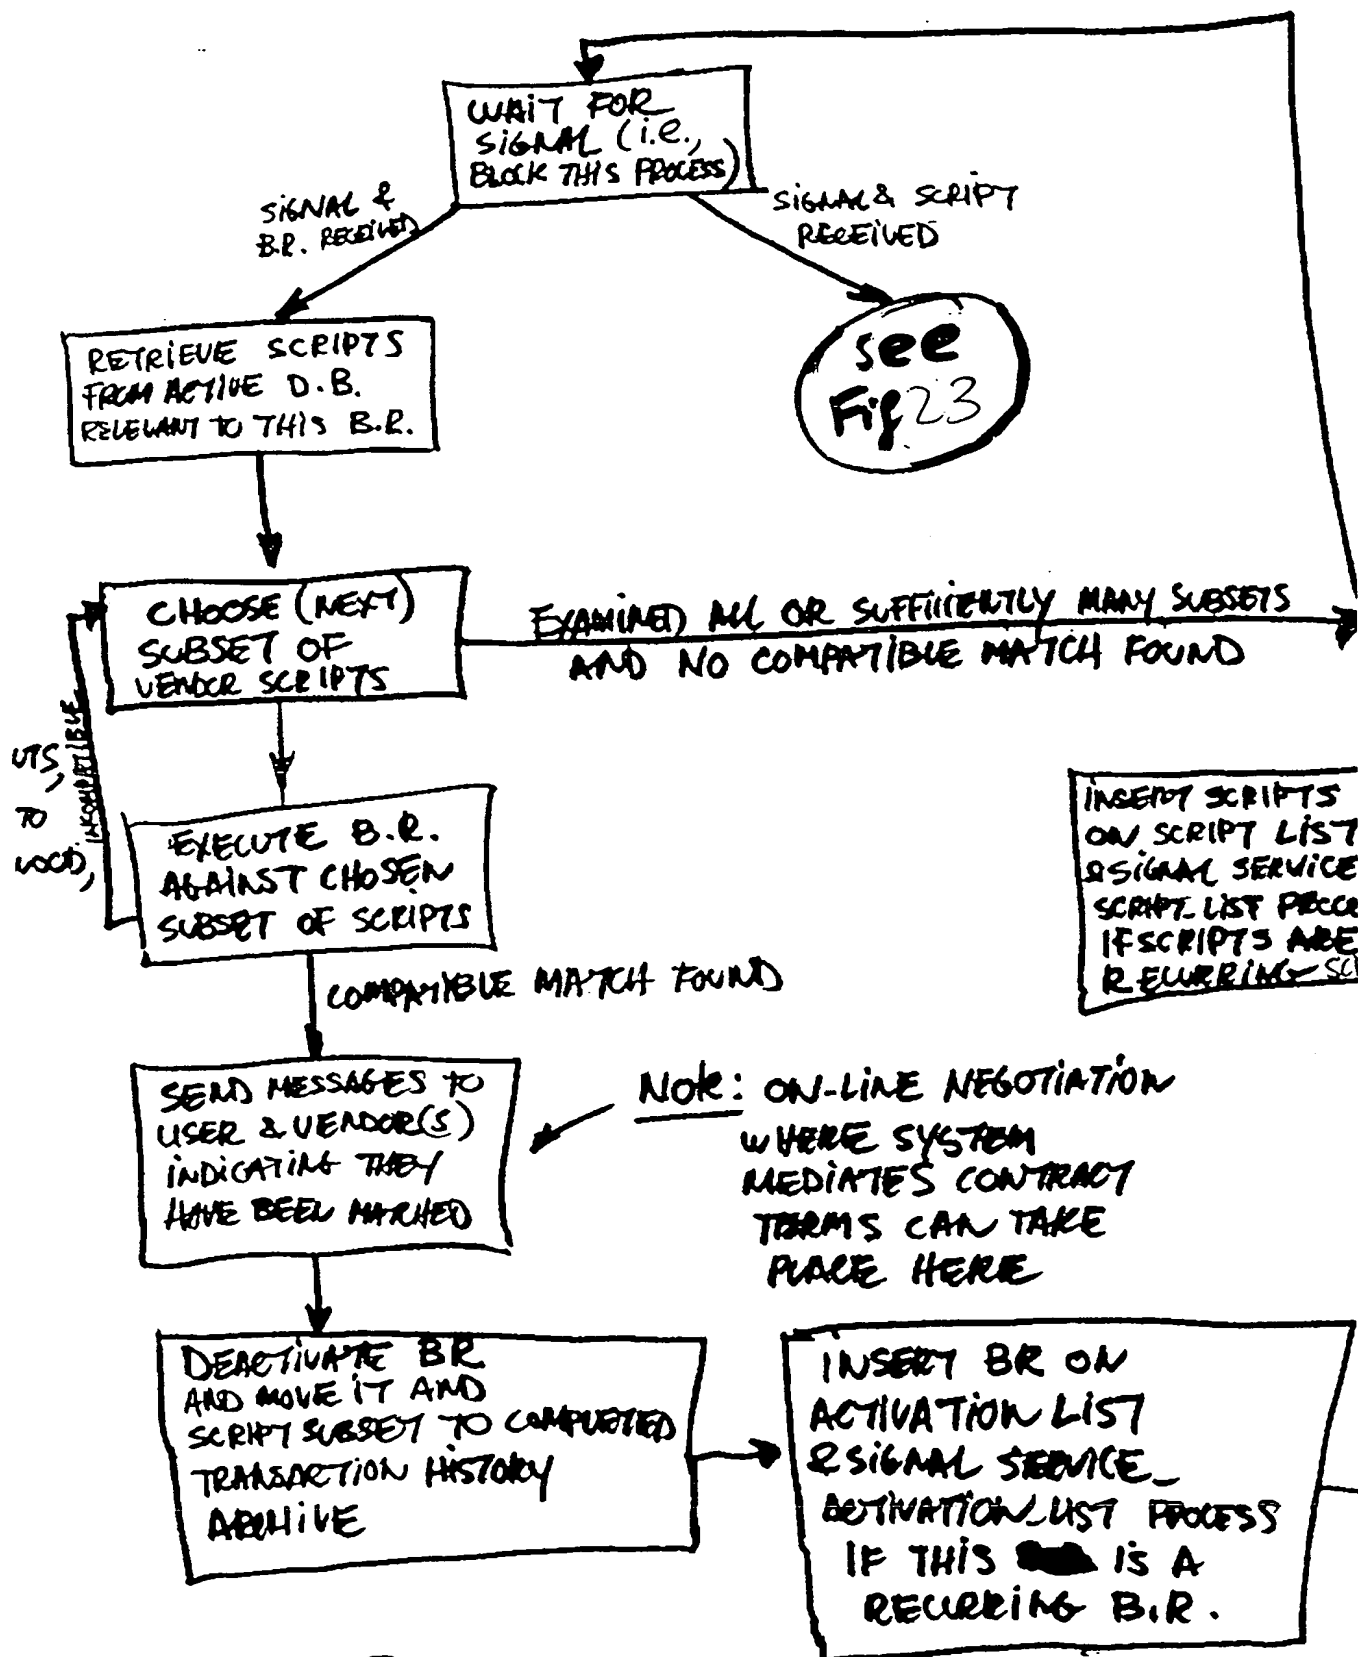 WAIT FOR
SIGNAL (i.e.,
BLOCK THIS PROCESS)
SIGNAL &
B.R. RECEIVED
SIGNAL & SCRIPT
RECEIVED
see
Fig 23
RETRIEVE SCRIPTS
FROM ACTIVE D.B.
RELEVANT TO THIS B.R.
CHOOSE (NEXT)
SUBSET OF
VENDOR SCRIPTS
EXAMINED ALL OR SUFFICIENTLY MANY SUBSETS
AND NO COMPATIBLE MATCH FOUND
UTS,
TO
INCOMPATIBLE
EXECUTE B.R.
AGAINST CHOSEN
SUBSET OF SCRIPTS
INSERT SCRIPTS
ON SCRIPT LIST
& SIGNAL SERVICE
SCRIPT_LIST PROCE
IF SCRIPTS ARE
RECURRING SC
COMPATIBLE MATCH FOUND
SEND MESSAGES TO
USER & VENDOR(S)
INDICATING THEY
HAVE BEEN MATCHED
Note: ON-LINE NEGOTIATION
WHERE SYSTEM
MEDIATES CONTRACT
TERMS CAN TAKE
PLACE HERE
DEACTIVATE BR
AND MOVE IT AND
SCRIPT SUBSET TO COMPLETED
TRANSACTION HISTORY
ARCHIVE
INSERT BR ON
ACTIVATION LIST
& SIGNAL SERVICE_
ACTIVATION_LIST PROCESS
IF THIS IS A
RECURRING B.R.